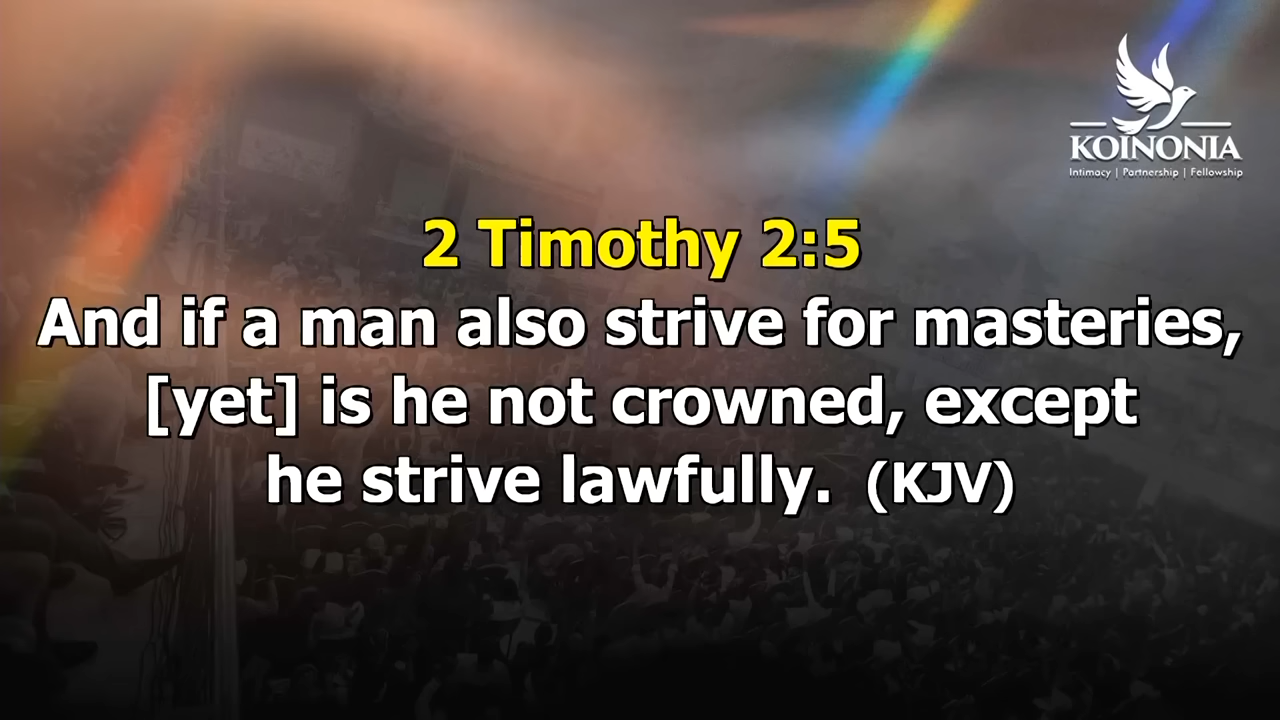 KOINONIA
Intimacy | Partnership | Fellowship
2 Timothy 2:5
And if a man also strive for masteries,
[yet] is he not crowned, except
he strive lawfully. (KJV)